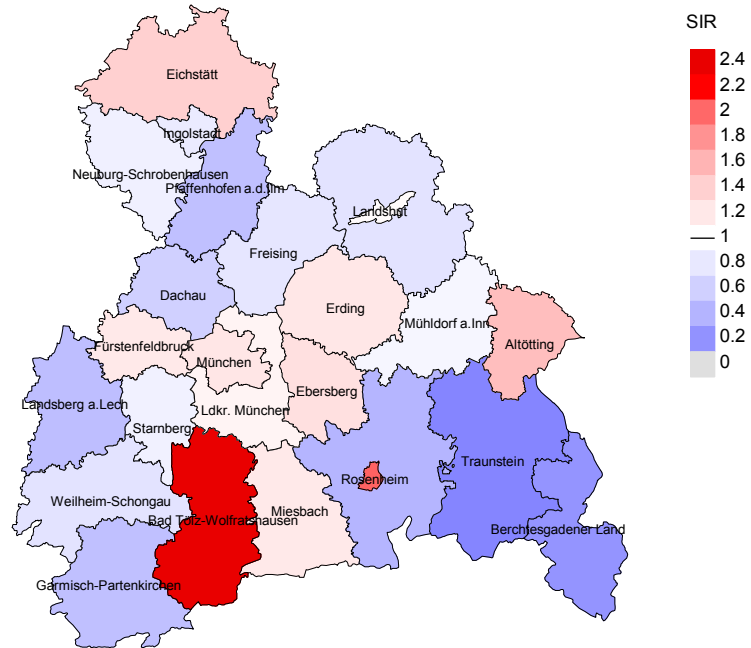 SIR
2.4
2.2
2
1.8
1.6
1.4
1.2
1
0.8
0.6
0.4
0.2
0
Eichstätt
Ingolstadt
Neuburg-Schrobenhausen
Pfaffenhofen a.d.Ilm
Landshut
Freising
Dachau
Erding
Mühldorf a.Inn
Altötting
Fürstenfeldbruck
München
Ebersberg
Landsberg a.Lech
Ldkr. München
Starnberg
Traunstein
Rosenheim
Weilheim-Schongau
Miesbach
Bad Tölz-Wolfratshausen
Berchtesgadener Land
Garmisch-Partenkirchen